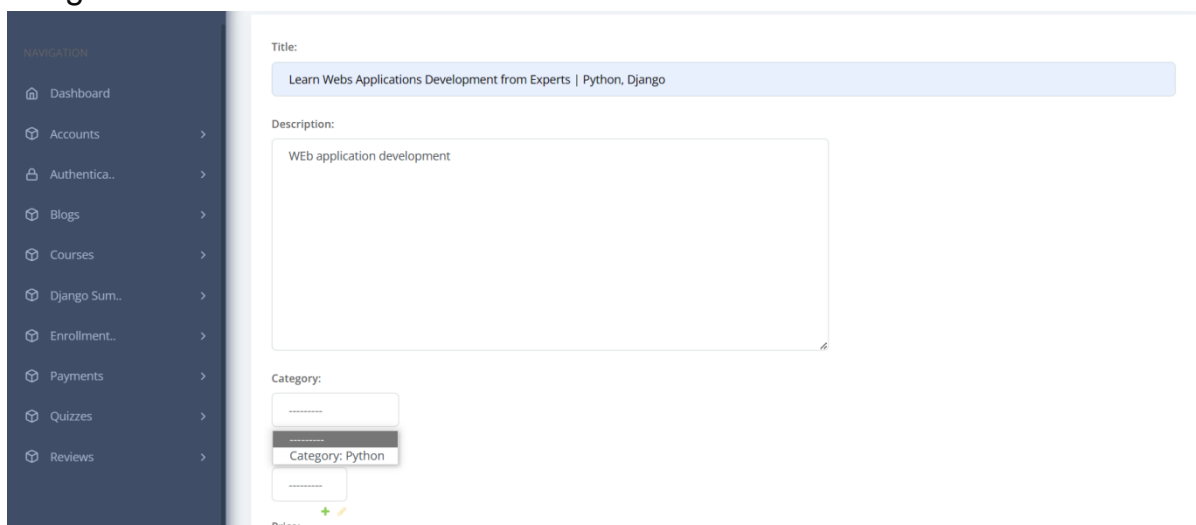 NAVIGATION
Dashboard
Accounts
Authentica..
Blogs
Courses
Django Sum..
Enrollment..
Payments
Quizzes
Reviews
Title:
Learn Webs Applications Development from Experts | Python, Django
Description:
WEb application development
Category:
---------
---------
Category: Python
---------